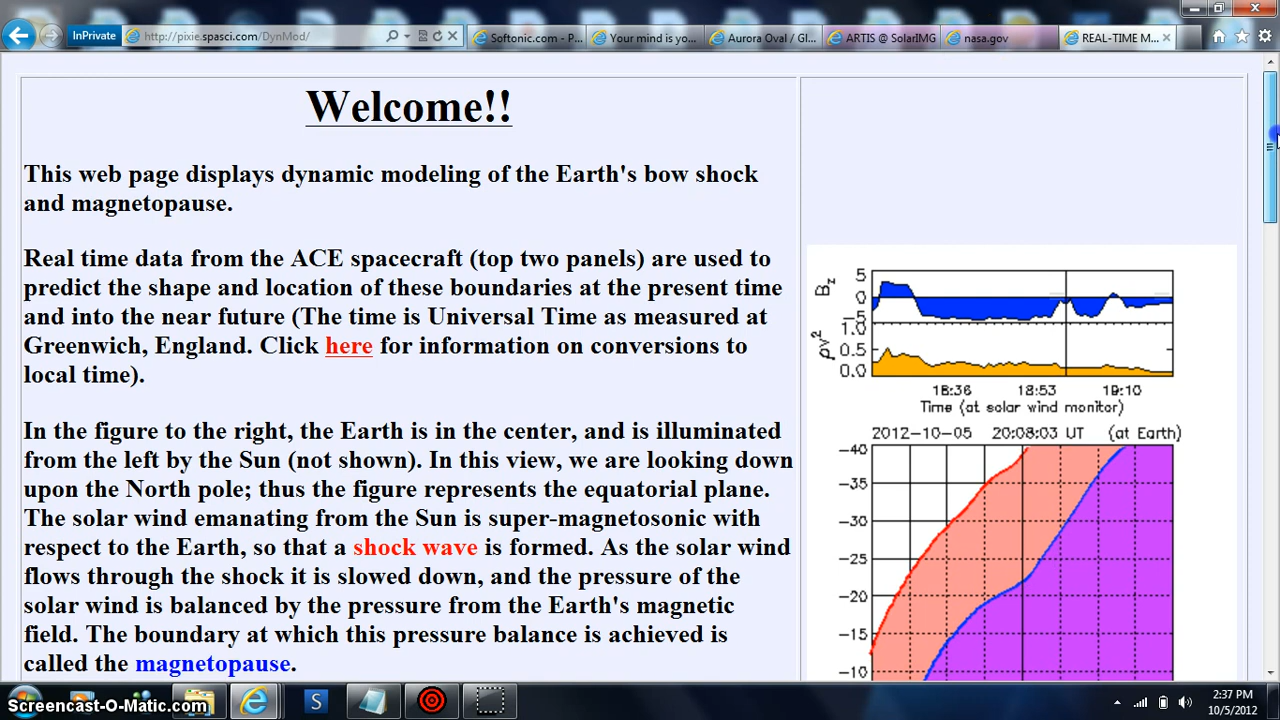 InPrivate
http://pixie.spasci.com/DynMod/
Softonic.com - P...
Your mind is yo...
Aurora Oval / Gl...
ARTIS @ SolarIMG
nasa.gov
REAL-TIME M...
Welcome!!
This web page displays dynamic modeling of the Earth's bow shock
and magnetopause.
Real time data from the ACE spacecraft (top two panels) are used to
predict the shape and location of these boundaries at the present time
and into the near future (The time is Universal Time as measured at
Greenwich, England. Click here for information on conversions to
local time).
In the figure to the right, the Earth is in the center, and is illuminated
from the left by the Sun (not shown). In this view, we are looking down
upon the North pole; thus the figure represents the equatorial plane.
The solar wind emanating from the Sun is super-magnetosonic with
respect to the Earth, so that a shock wave is formed. As the solar wind
flows through the shock it is slowed down, and the pressure of the
solar wind is balanced by the pressure from the Earth's magnetic
field. The boundary at which this pressure balance is achieved is
called the magnetopause.
Bz
5
0
-5
ρv²
1.0
0.5
0.0
18:36 18:53 19:10
Time (at solar wind monitor)
2012-10-05 20:08:03 UT (at Earth)
-40
-35
-30
-25
-20
-15
-10
S
Screencast-O-Matic.com
2:37 PM
10/5/2012